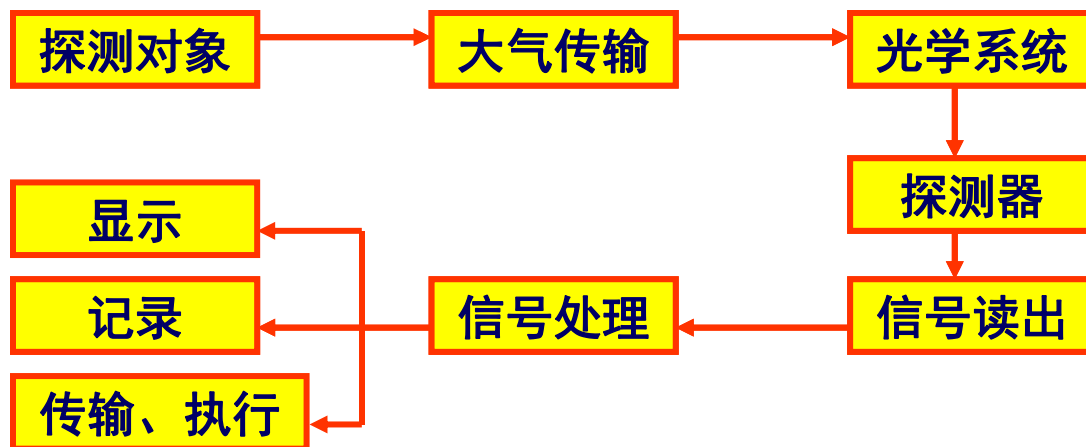 探测对象
大气传输
光学系统
探测器
信号读出
信号处理
显示
记录
传输、执行